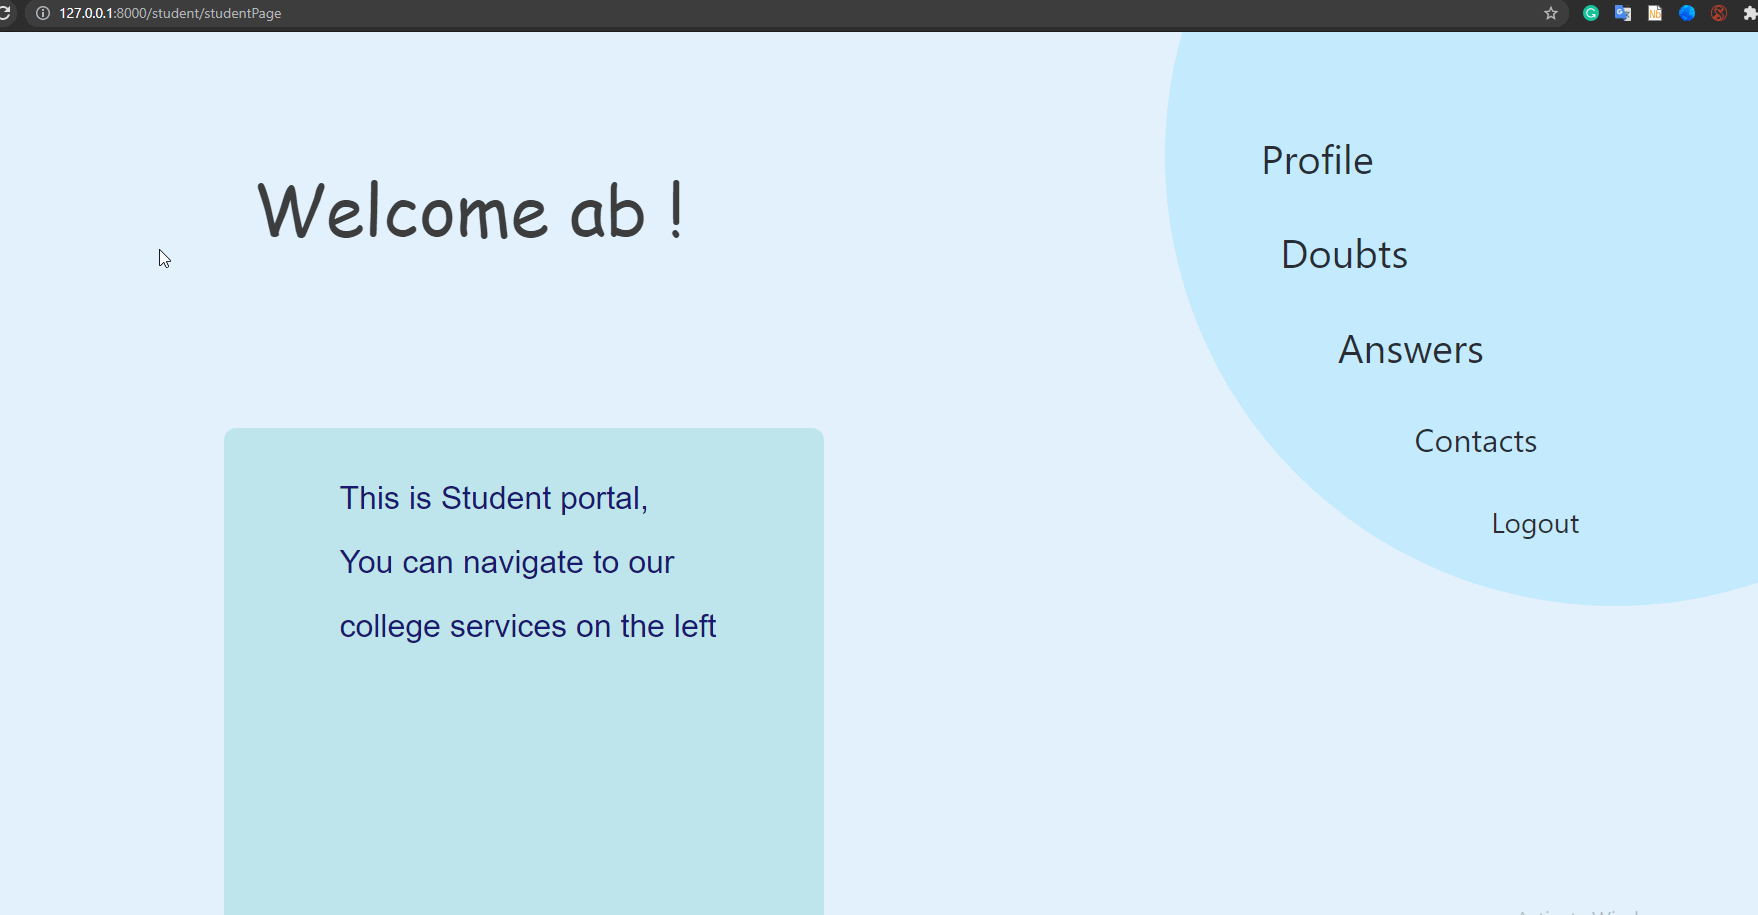 127.0.0.1:8000/student/studentPage
Welcome ab !
Profile
Doubts
Answers
Contacts
Logout
This is Student portal,
You can navigate to our
college services on the left